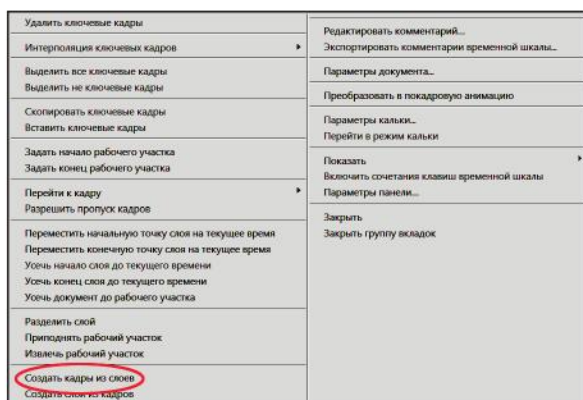 Удалить ключевые кадры
Интерполяция ключевых кадров
Выделить все ключевые кадры
Выделить не ключевые кадры
Скопировать ключевые кадры
Вставить ключевые кадры
Задать начало рабочего участка
Задать конец рабочего участка
Перейти к кадру
Разрешить пропуск кадров
Переместить начальную точку слоя на текущее время
Переместить конечную точку слоя на текущее время
Усечь начало слоя до текущего времени
Усечь конец слоя до текущего времени
Усечь документ до рабочего участка
Разделить слой
Приподнять рабочий участок
Извлечь рабочий участок
Создать кадры из слоев
Создать слои из кадров
Редактировать комментарий...
Экспортировать комментарии временной шкалы...
Параметры документа...
Преобразовать в покадровую анимацию
Параметры кальки...
Перейти в режим кальки
Показать
Включить сочетания клавиш временной шкалы
Параметры панели...
Закрыть
Закрыть группу вкладок